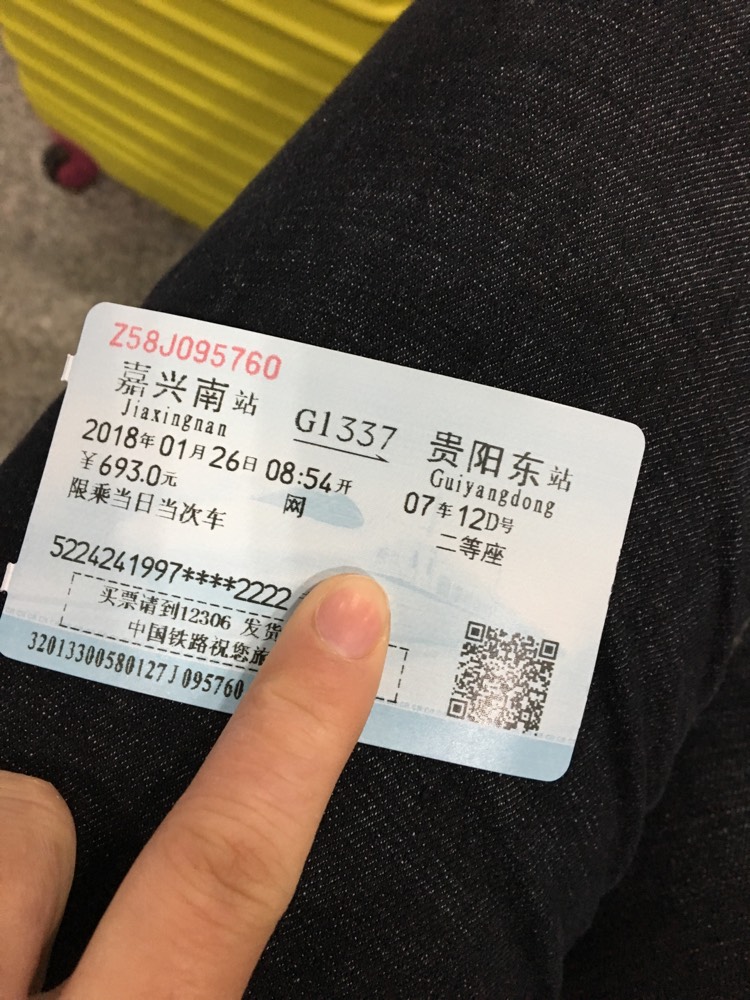 Z58J095760
嘉兴南站 G1337 贵阳东站
Jiaxingnan Guiyangdong
2018年01月26日 08:54开 07车12D号
¥693.0元 网 二等座
限乘当日当次车
5224241997****2222
买票请到12306 发货
中国铁路祝您旅
32013300580127J095760